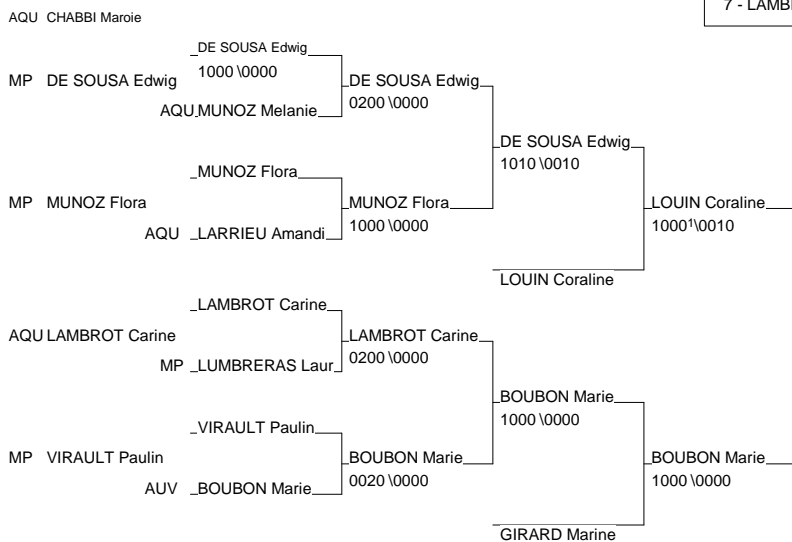 7 - LAMB
AQU CHABBI Maroie
DE SOUSA Edwig
MP DE SOUSA Edwig 1000 \0000 DE SOUSA Edwig
AQU MUNOZ Melanie 0200 \0000
DE SOUSA Edwig
1010 \0010
MUNOZ Flora
MP MUNOZ Flora MUNOZ Flora LOUIN Coraline
AQU LARRIEU Amandi 1000 \0000 1000¹\0010
LOUIN Coraline
LAMBROT Carine
AQU LAMBROT Carine LAMBROT Carine
MP LUMBRERAS Laur 0200 \0000
BOUBON Marie
1000 \0000
VIRAULT Paulin
MP VIRAULT Paulin BOUBON Marie BOUBON Marie
AUV BOUBON Marie 0020 \0000 1000 \0000
GIRARD Marine